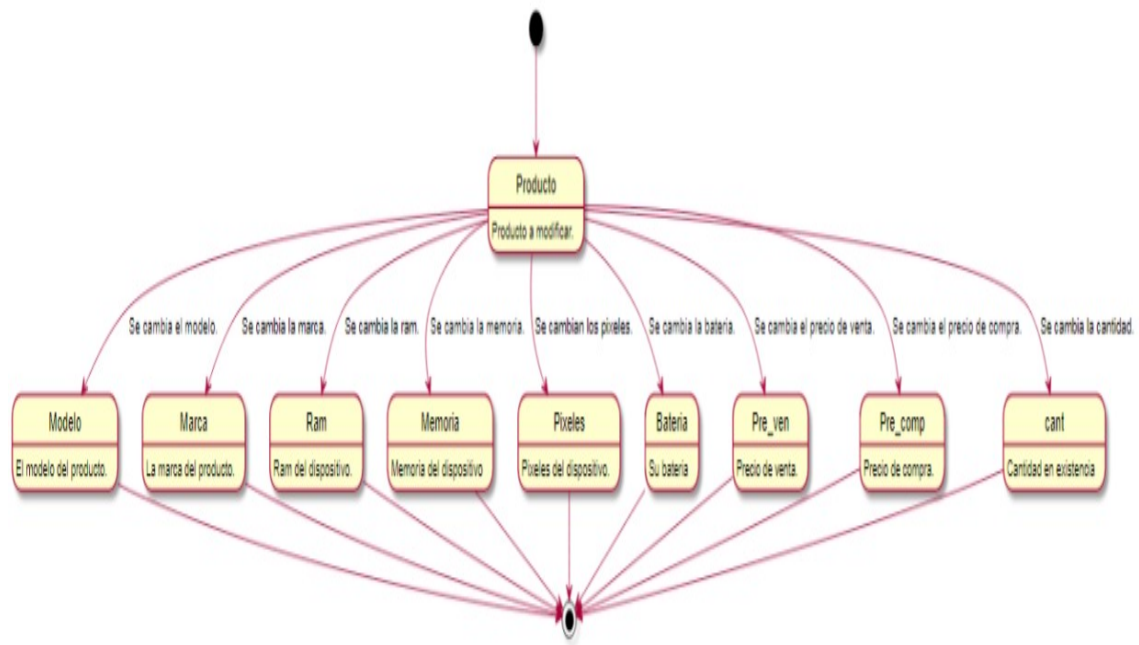 Producto
Producto a modificar.
Se cambia el modelo.
Se cambia la marca.
Se cambia la ram.
Se cambia la memoria.
Se cambian los pixeles.
Se cambia la bateria.
Se cambia el precio de venta.
Se cambia el precio de compra.
Se cambia la cantidad.
Modelo
El modelo del producto.
Marca
La marca del producto.
Ram
Ram del dispositivo.
Memoria
Memoria del dispositivo
Pixeles
Pixeles del dispositivo.
Bateria
Su bateria
Pre_ven
Precio de venta.
Pre_comp
Precio de compra.
cant
Cantidad en existencia